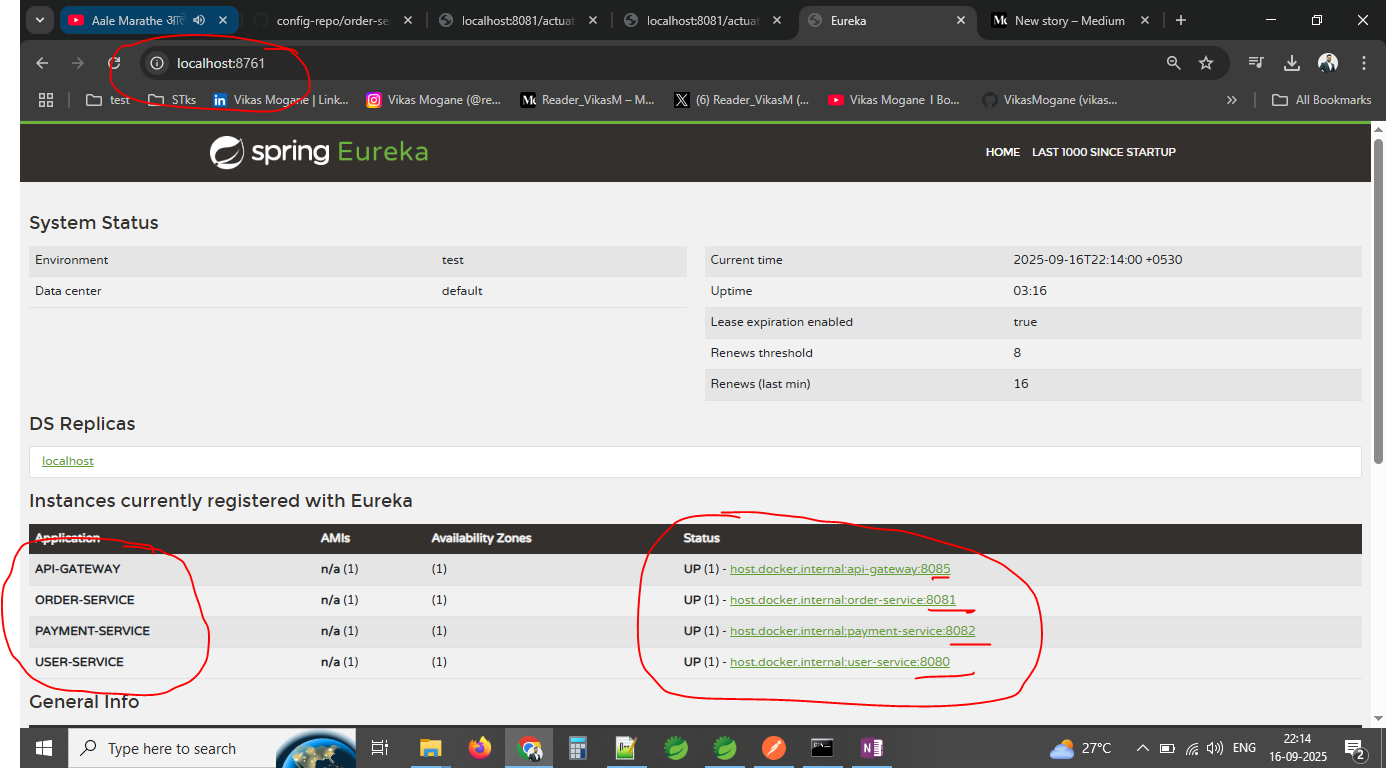 Aale Marathe आले
config-repo/order-se
localhost:8081/actuat
localhost:8081/actuat
Eureka
New story – Medium
localhost:8761
test
STks
Vikas Mogane | Link...
Vikas Mogane (@re...
Reader_VikasM – M...
(6) Reader_VikasM (...
Vikas Mogane I Bo...
VikasMogane (vikas...
All Bookmarks
spring Eureka
HOME LAST 1000 SINCE STARTUP
System Status
Environment test
Data center default
Current time 2025-09-16T22:14:00 +0530
Uptime 03:16
Lease expiration enabled true
Renews threshold 8
Renews (last min) 16
DS Replicas
localhost
Instances currently registered with Eureka
Application AMIs Availability Zones Status
API-GATEWAY n/a (1) (1) UP (1) - host.docker.internal:api-gateway:8085
ORDER-SERVICE n/a (1) (1) UP (1) - host.docker.internal:order-service:8081
PAYMENT-SERVICE n/a (1) (1) UP (1) - host.docker.internal:payment-service:8082
USER-SERVICE n/a (1) (1) UP (1) - host.docker.internal:user-service:8080
General Info
Type here to search
27°C
ENG
22:14
16-09-2025
2